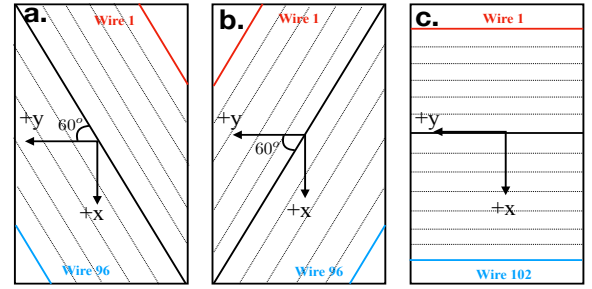 a.
Wire 1
+y
60°
+x
Wire 96
b.
Wire 1
+y
60°
+x
Wire 96
c.
Wire 1
+y
+x
Wire 102